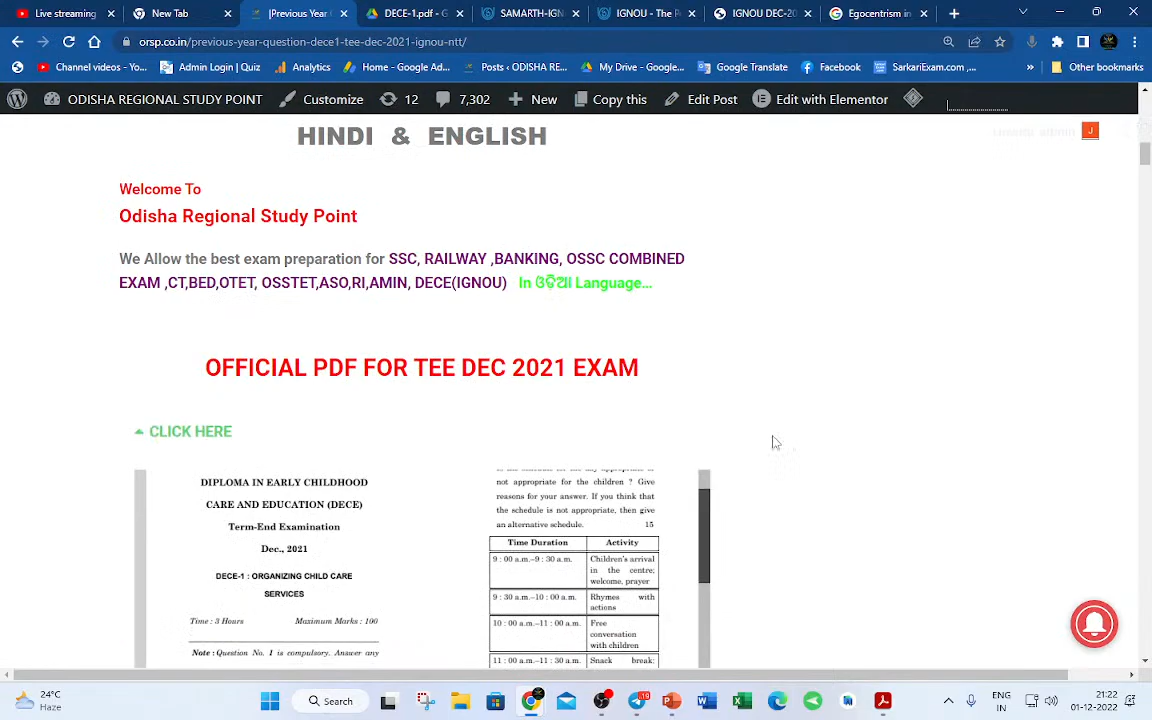 Streaming
New Tab
|Previous Year
DECE-1.pdf - G
SAMARTH-IGN
IGNOU - The P
IGNOU DEC-20
Egocentrism in
orsp.co.in/previous-year-question-dece1-tee-dec-2021-ignou-ntt/
Channel videos - Yo...
Admin Login | Quiz
Analytics
Home - Google Ad...
Posts ‹ ODISHA RE...
My Drive - Google...
Google Translate
Facebook
SarkariExam.com ,...
»
Other bookmarks
ODISHA REGIONAL STUDY POINT
Customize
12
7,302
New
Copy this
Edit Post
Edit with Elementor
HINDI & ENGLISH
J
Welcome To
Odisha Regional Study Point
We Allow the best exam preparation for SSC, RAILWAY ,BANKING, OSSC COMBINED
EXAM ,CT,BED,OTET, OSSTET,ASO,RI,AMIN, DECE(IGNOU) In ଓଡ଼ିଆ Language...
OFFICIAL PDF FOR TEE DEC 2021 EXAM
CLICK HERE
DIPLOMA IN EARLY CHILDHOOD
CARE AND EDUCATION (DECE)
Term-End Examination
Dec., 2021
DECE-1 : ORGANIZING CHILD CARE
SERVICES
Time : 3 Hours Maximum Marks : 100
Note : Question No. 1 is compulsory. Answer any
not appropriate for the children ? Give
reasons for your answer. If you think that
the schedule is not appropriate, then give
an alternative schedule. 15
Time Duration Activity
9 : 00 a.m.–9 : 30 a.m. Children's arrival
in the centre;
welcome, prayer
9 : 30 a.m.–10 : 00 a.m. Rhymes with
actions
10 : 00 a.m.–11 : 00 a.m. Free
conversation
with children
11 : 00 a.m.–11 : 30 a.m. Snack break;
24°C
Haze
Search
19
ENG
IN
21:22
01-12-2022